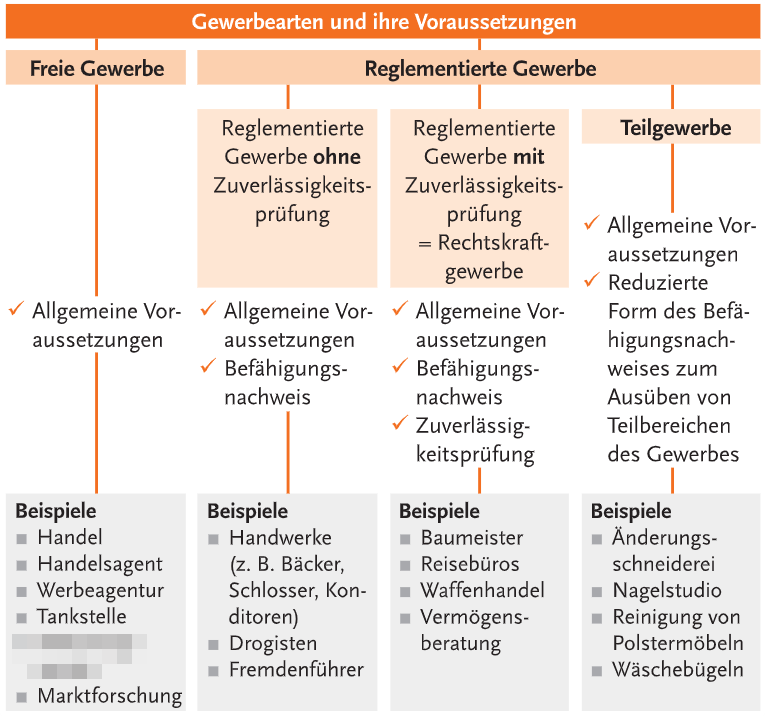 Gewerbearten und ihre Voraussetzungen
Freie Gewerbe
Reglementierte Gewerbe
Reglementierte
Gewerbe ohne
Zuverlässigkeits-
prüfung
Reglementierte
Gewerbe mit
Zuverlässigkeits-
prüfung
= Rechtskraft-
gewerbe
Teilgewerbe
✓ Allgemeine Vor-
aussetzungen
✓ Allgemeine Vor-
aussetzungen
✓ Befähigungs-
nachweis
✓ Allgemeine Vor-
aussetzungen
✓ Befähigungs-
nachweis
✓ Zuverlässig-
keitsprüfung
✓ Allgemeine Vor-
aussetzungen
✓ Reduzierte
Form des Befä-
higungsnach-
weises zum
Ausüben von
Teilbereichen
des Gewerbes
Beispiele
■ Handel
■ Handelsagent
■ Werbeagentur
■ Tankstelle
■ Marktforschung
Beispiele
■ Handwerke
(z. B. Bäcker,
Schlosser, Kon-
ditoren)
■ Drogisten
■ Fremdenführer
Beispiele
■ Baumeister
■ Reisebüros
■ Waffenhandel
■ Vermögens-
beratung
Beispiele
■ Änderungs-
schneiderei
■ Nagelstudio
■ Reinigung von
Polstermöbeln
■ Wäschebügeln